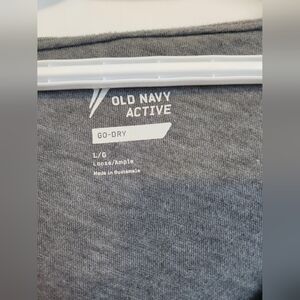 OLD NAVY
ACTIVE
GO-DRY
L/G
Loose/Ample
Made in Guatemala